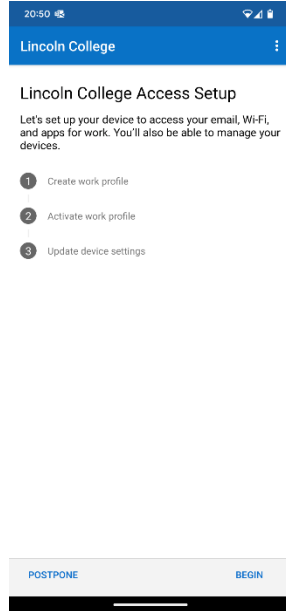 20:50
Lincoln College
Lincoln College Access Setup
Let's set up your device to access your email, Wi-Fi,
and apps for work. You'll also be able to manage your
devices.
1 Create work profile
2 Activate work profile
3 Update device settings
POSTPONE BEGIN